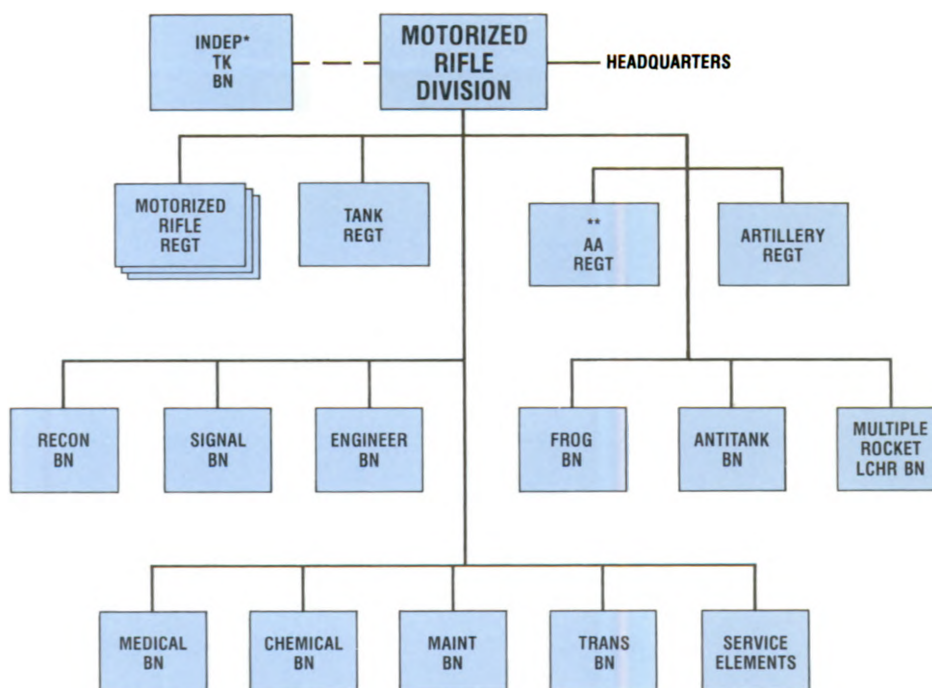 INDEP*
TK
BN
MOTORIZED
RIFLE
DIVISION
HEADQUARTERS
MOTORIZED
RIFLE
REGT
TANK
REGT
**
AA
REGT
ARTILLERY
REGT
RECON
BN
SIGNAL
BN
ENGINEER
BN
FROG
BN
ANTITANK
BN
MULTIPLE
ROCKET
LCHR BN
MEDICAL
BN
CHEMICAL
BN
MAINT
BN
TRANS
BN
SERVICE
ELEMENTS